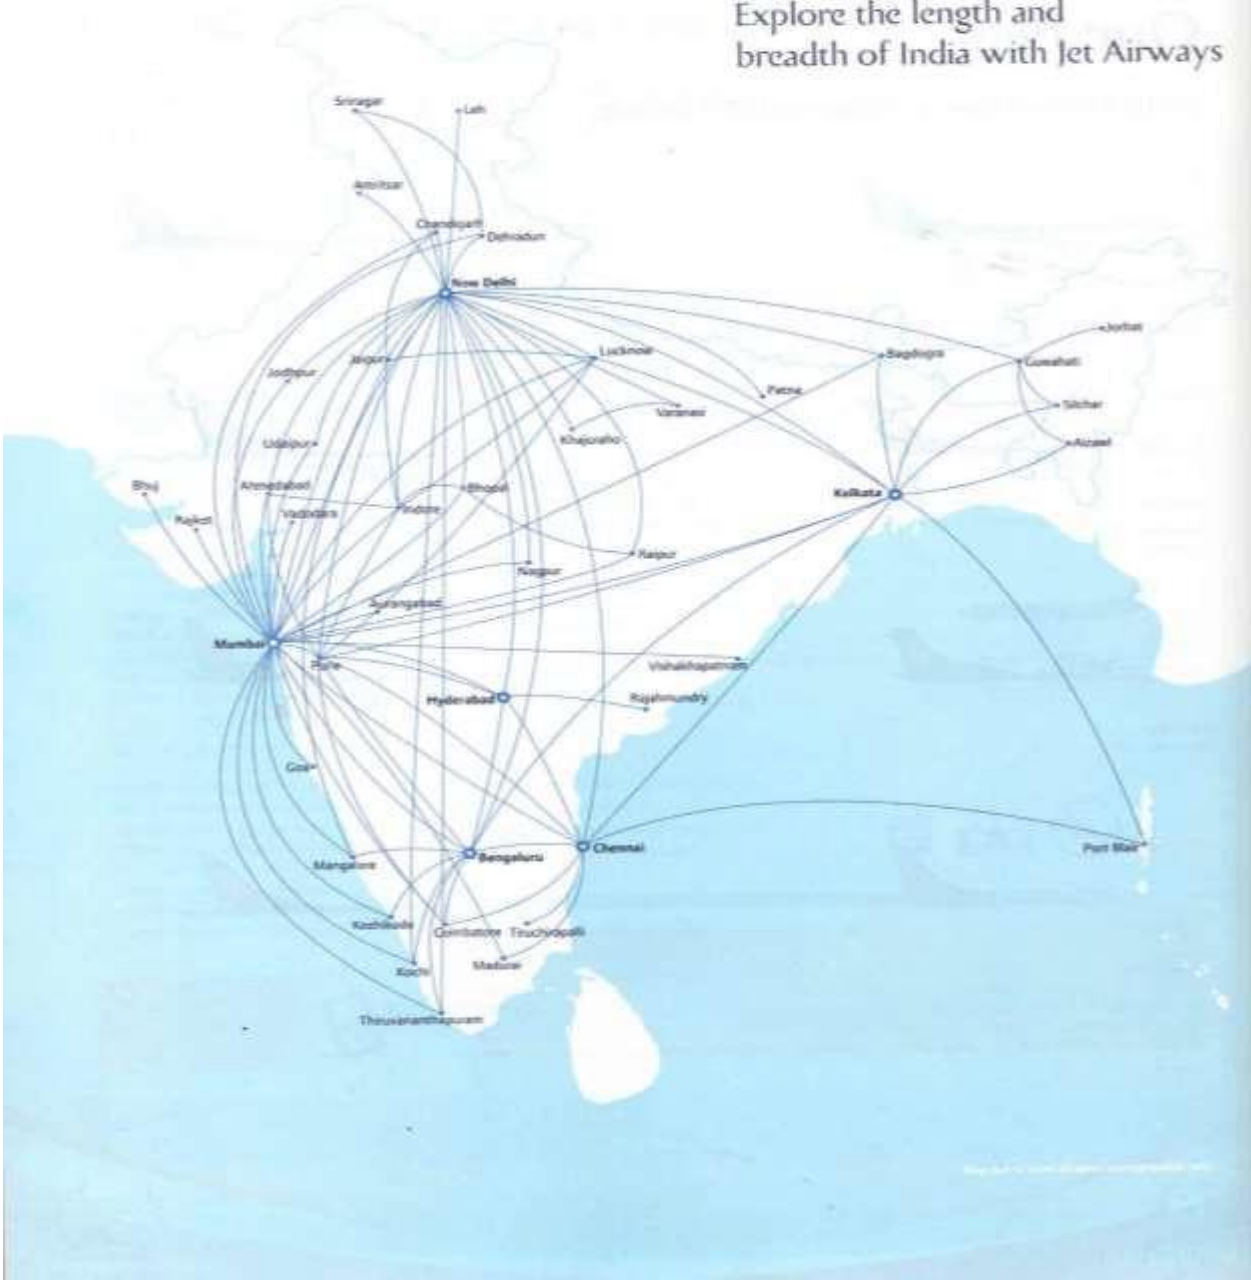 Explore the length and
breadth of India with Jet Airways
Srinagar
Leh
Amritsar
Chandigarh
Dehradun
New Delhi
Jorhat
Lucknow
Jaipur
Bagdogra
Guwahati
Jodhpur
Patna
Silchar
Varanasi
Khajuraho
Udaipur
Aizawl
Bhuj
Ahmedabad
Bhopal
Kolkata
Rajkot
Vadodara
Indore
Raipur
Nagpur
Aurangabad
Mumbai
Pune
Vishakhapatnam
Hyderabad
Rajahmundry
Goa
Mangalore
Bengaluru
Chennai
Port Blair
Kozhikode
Coimbatore
Tiruchirapalli
Kochi
Madurai
Thiruvananthapuram